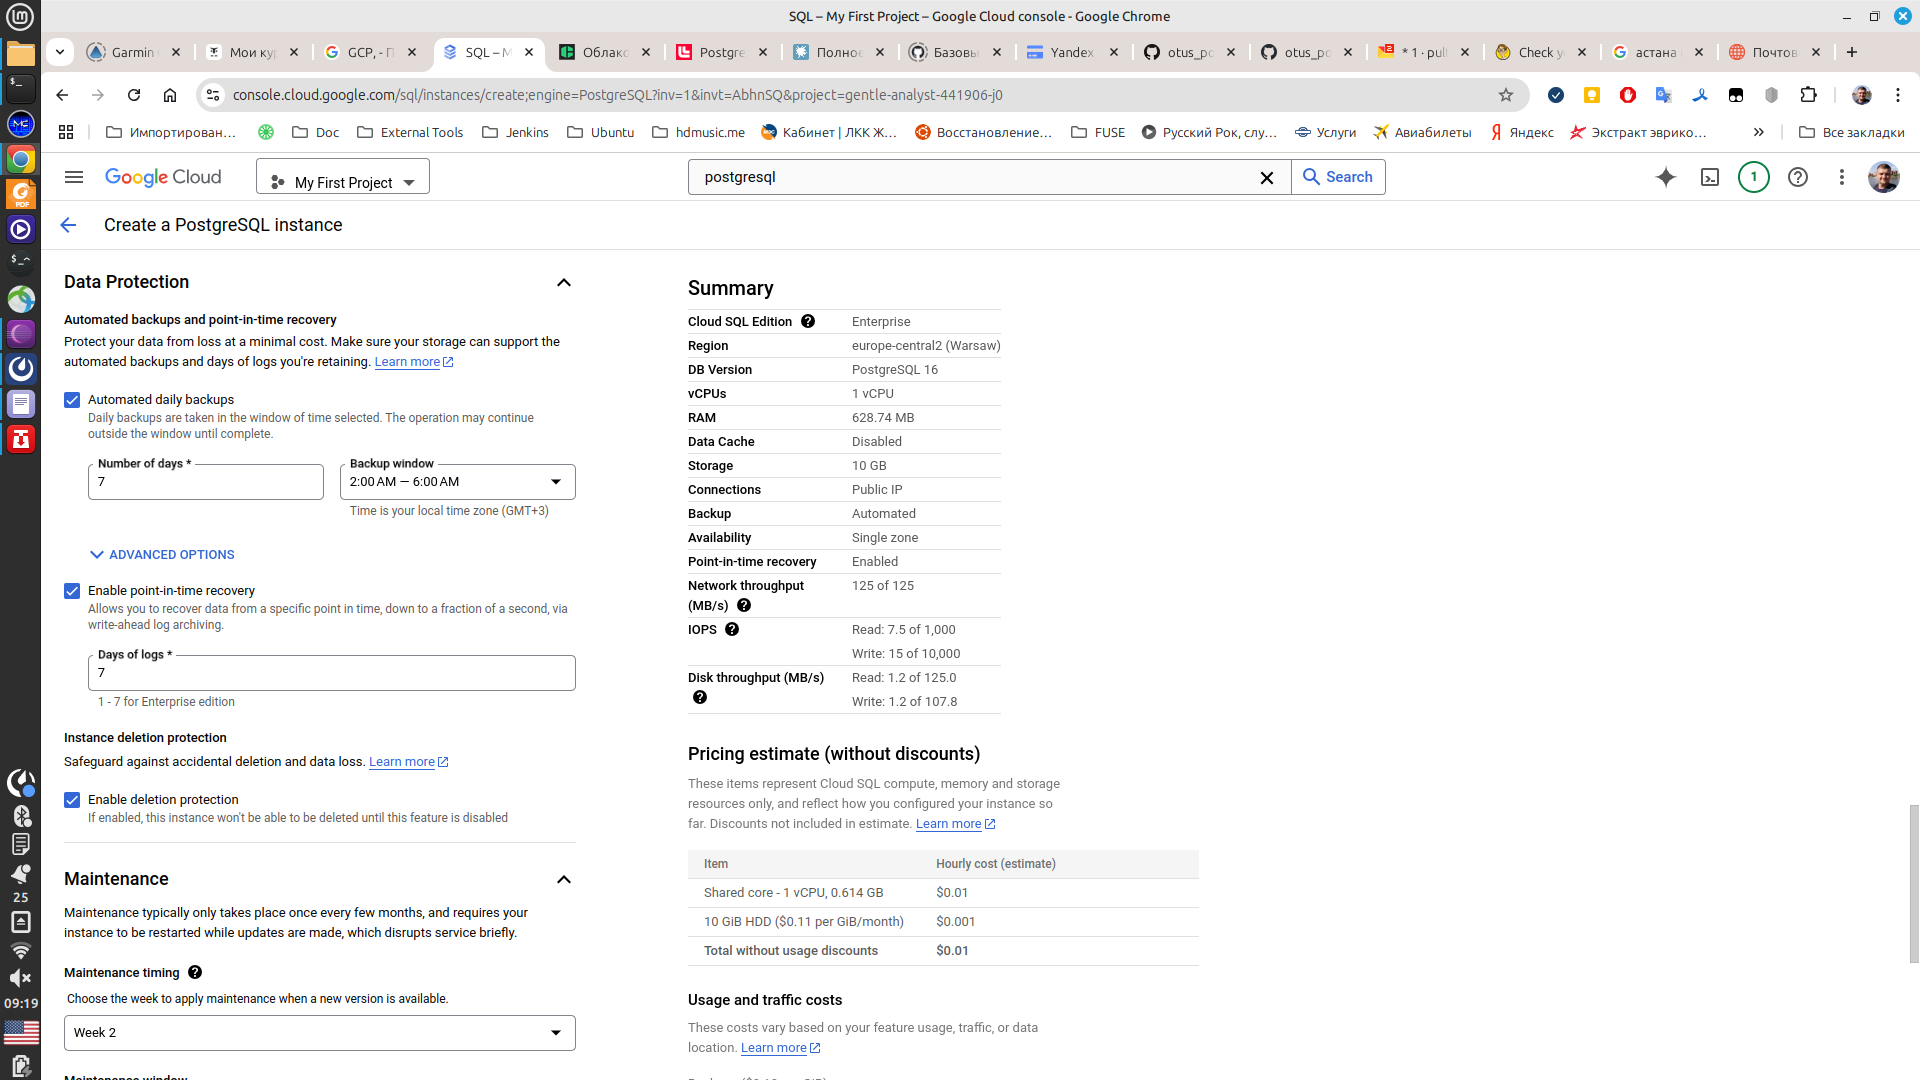 SQL – My First Project – Google Cloud console - Google Chrome
Garmin
Мои ку
GCP, - П
SQL – М
Облако
Postgre
Полное
Базовы
Yandex
otus_po
otus_po
* 1 · pull
Check y
астана
Почтов
console.cloud.google.com/sql/instances/create;engine=PostgreSQL?inv=1&invt=AbhnSQ&project=gentle-analyst-441906-j0
Импортирован…
Doc
External Tools
Jenkins
Ubuntu
hdmusic.me
Кабинет | ЛКК Ж…
Восстановление…
FUSE
Русский Рок, слу…
Услуги
Авиабилеты
Яндекс
Экстракт эврико…
Все закладки
Google Cloud
My First Project
postgresql
Search
1
Create a PostgreSQL instance
Data Protection
Automated backups and point-in-time recovery
Protect your data from loss at a minimal cost. Make sure your storage can support the
automated backups and days of logs you're retaining. Learn more
Automated daily backups
Daily backups are taken in the window of time selected. The operation may continue
outside the window until complete.
Number of days *
7
Backup window
2:00 AM — 6:00 AM
Time is your local time zone (GMT+3)
ADVANCED OPTIONS
Enable point-in-time recovery
Allows you to recover data from a specific point in time, down to a fraction of a second, via
write-ahead log archiving.
Days of logs *
7
1 - 7 for Enterprise edition
Instance deletion protection
Safeguard against accidental deletion and data loss. Learn more
Enable deletion protection
If enabled, this instance won't be able to be deleted until this feature is disabled
Maintenance
Maintenance typically only takes place once every few months, and requires your
instance to be restarted while updates are made, which disrupts service briefly.
Maintenance timing
Choose the week to apply maintenance when a new version is available.
Week 2
Maintenance window
Summary
Cloud SQL Edition Enterprise
Region europe-central2 (Warsaw)
DB Version PostgreSQL 16
vCPUs 1 vCPU
RAM 628.74 MB
Data Cache Disabled
Storage 10 GB
Connections Public IP
Backup Automated
Availability Single zone
Point-in-time recovery Enabled
Network throughput 125 of 125
(MB/s)
IOPS Read: 7.5 of 1,000
Write: 15 of 10,000
Disk throughput (MB/s) Read: 1.2 of 125.0
Write: 1.2 of 107.8
Pricing estimate (without discounts)
These items represent Cloud SQL compute, memory and storage
resources only, and reflect how you configured your instance so
far. Discounts not included in estimate. Learn more
Item Hourly cost (estimate)
Shared core - 1 vCPU, 0.614 GB $0.01
10 GiB HDD ($0.11 per GiB/month) $0.001
Total without usage discounts $0.01
Usage and traffic costs
These costs vary based on your feature usage, traffic, or data
location. Learn more
25
09:19